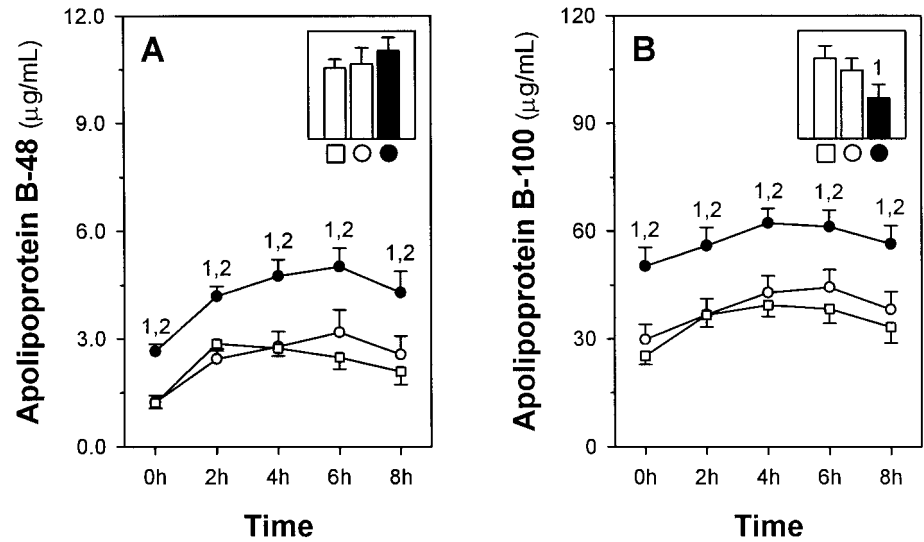 A
Apolipoprotein B-48 (μg/mL)
12.0
9.0
6.0
3.0
0.0
1,2
1,2
1,2
1,2
1,2
0h 2h 4h 6h 8h
Time
B
Apolipoprotein B-100 (μg/mL)
120
90
60
30
0
1
1,2
1,2
1,2
1,2
1,2
0h 2h 4h 6h 8h
Time